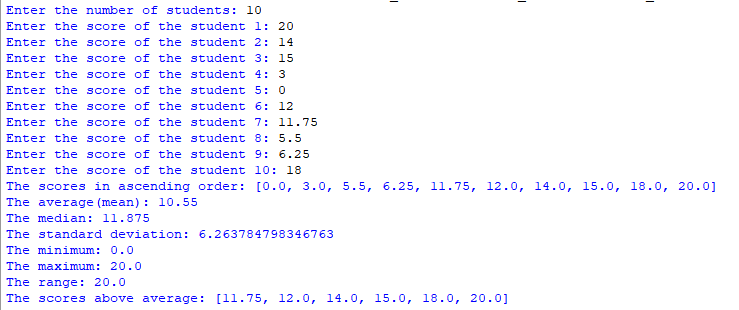 Enter the number of students: 10
Enter the score of the student 1: 20
Enter the score of the student 2: 14
Enter the score of the student 3: 15
Enter the score of the student 4: 3
Enter the score of the student 5: 0
Enter the score of the student 6: 12
Enter the score of the student 7: 11.75
Enter the score of the student 8: 5.5
Enter the score of the student 9: 6.25
Enter the score of the student 10: 18
The scores in ascending order: [0.0, 3.0, 5.5, 6.25, 11.75, 12.0, 14.0, 15.0, 18.0, 20.0]
The average(mean): 10.55
The median: 11.875
The standard deviation: 6.263784798346763
The minimum: 0.0
The maximum: 20.0
The range: 20.0
The scores above average: [11.75, 12.0, 14.0, 15.0, 18.0, 20.0]